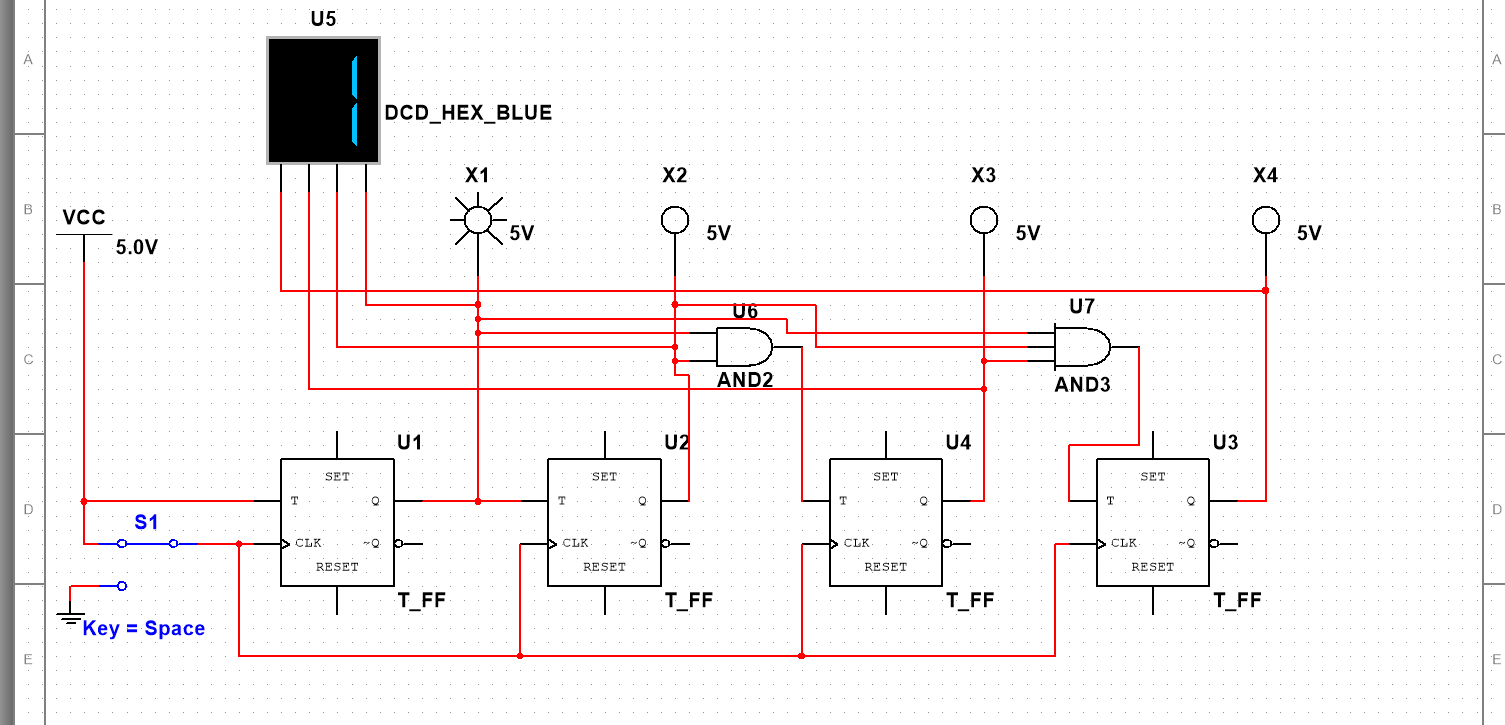 U5
A
A
DCD_HEX_BLUE
X1
X2
X3
X4
B
B
VCC
5V
5V
5V
5V
5.0V
U6
U7
C
C
AND2
AND3
U1
U2
U4
U3
SET
SET
SET
SET
T Q
T Q
T Q
T Q
D
D
S1
CLK ~Q
CLK ~Q
CLK ~Q
CLK ~Q
RESET
RESET
RESET
RESET
T_FF
T_FF
T_FF
T_FF
Key = Space
E
E
1